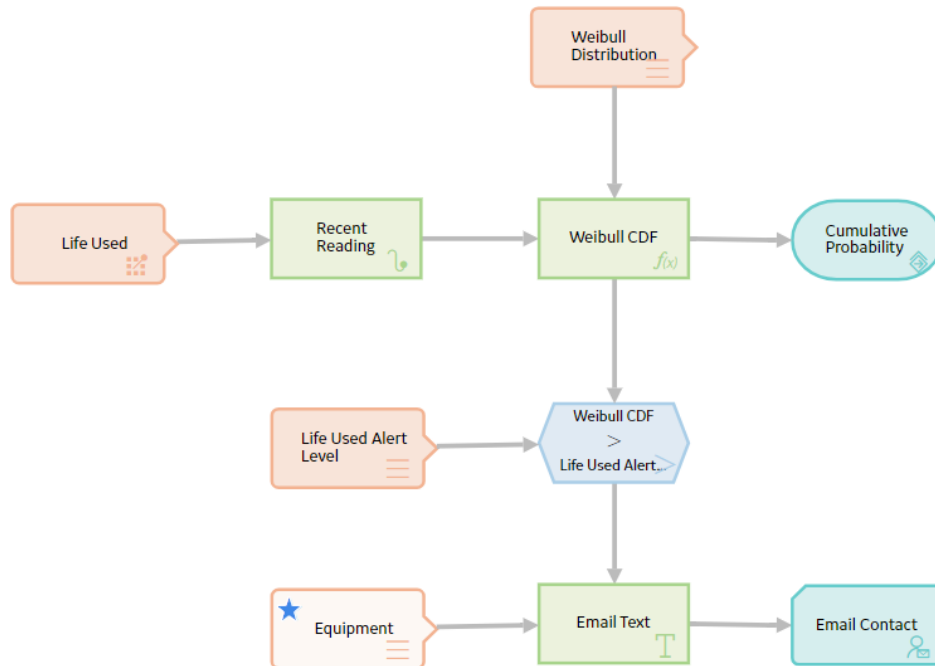 Weibull
Distribution
Life Used
Recent
Reading
Weibull CDF
f(x)
Cumulative
Probability
Life Used Alert
Level
Weibull CDF
>
Life Used Alert...
Equipment
Email Text
T
Email Contact